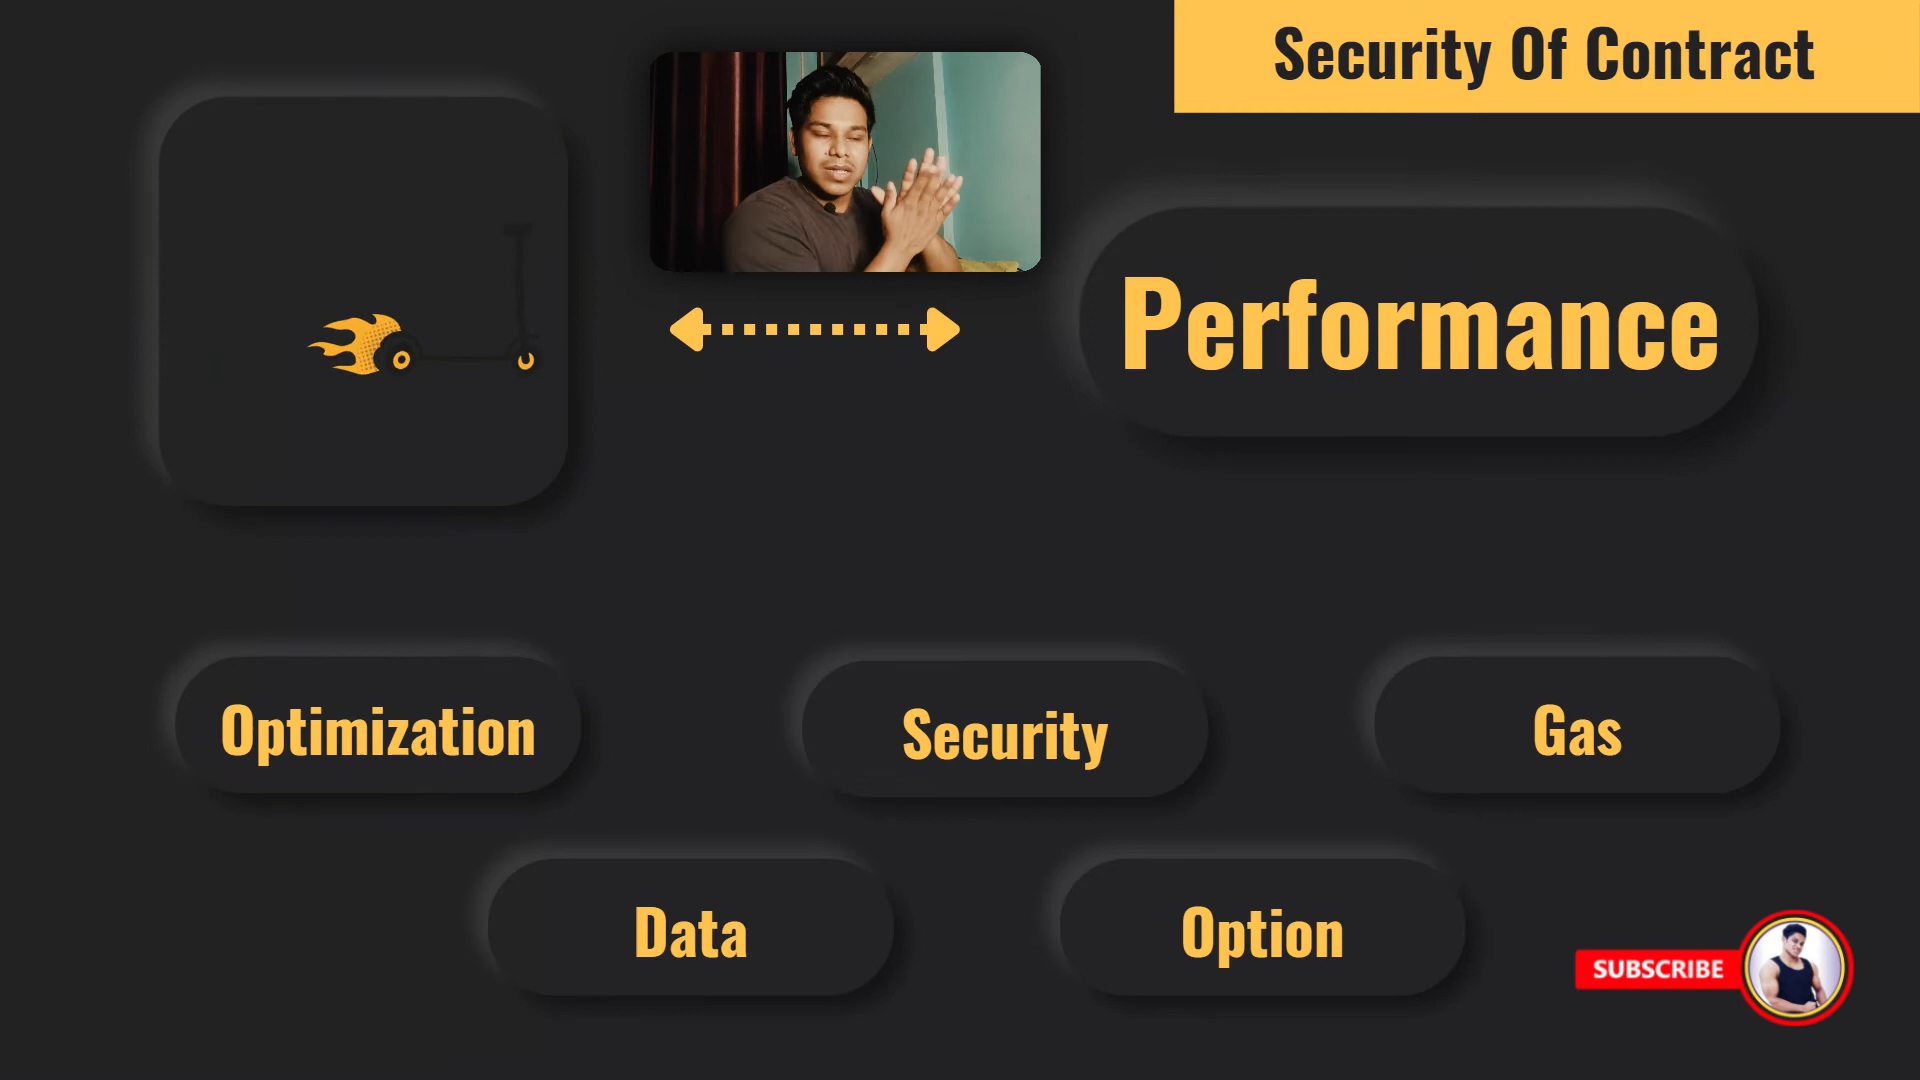 Security Of Contract
Performance
Optimization
Security
Gas
Data
Option
SUBSCRIBE